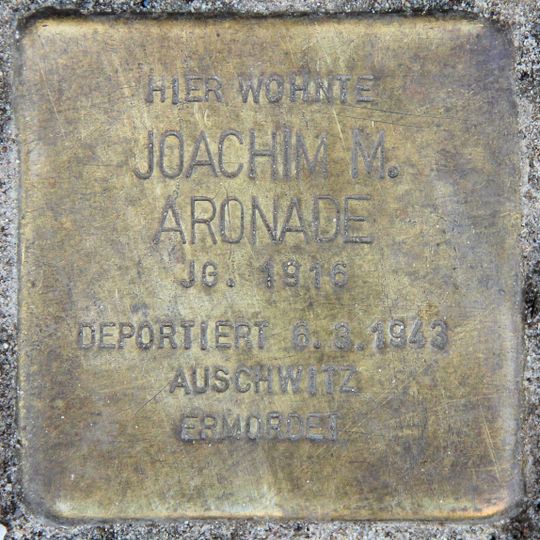 HIER WOHNTE
JOACHIM M.
ARONADE
JG. 1916
DEPORTIERT 6.3.1943
AUSCHWITZ
ERMORDET